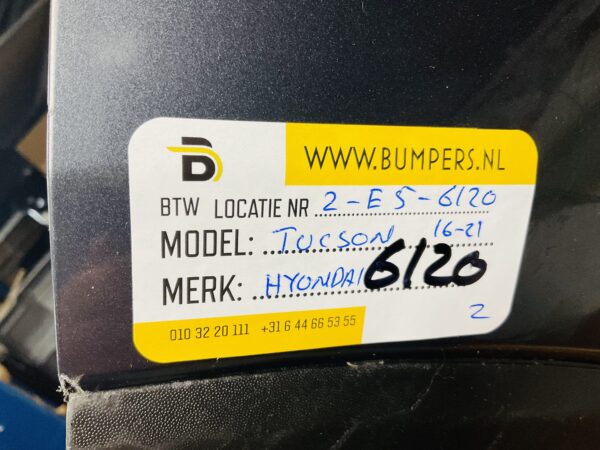 B WWW.BUMPERS.NL
BTW LOCATIE NR 2-E5-6120
MODEL: TUCSON 16-21
MERK: HYONDAI 6120
2
010 32 20 111 +31 6 44 66 53 55